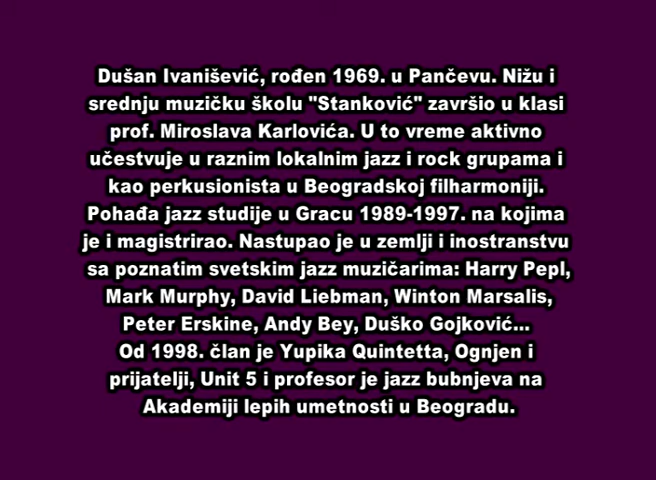 Dušan Ivanišević, rođen 1969. u Pančevu. Nižu i
srednju muzičku školu "Stanković" završio u klasi
prof. Miroslava Karlovića. U to vreme aktivno
učestvuje u raznim lokalnim jazz i rock grupama i
kao perkusionista u Beogradskoj filharmoniji.
Pohađa jazz studije u Gracu 1989-1997. na kojima
je i magistrirao. Nastupao je u zemlji i inostranstvu
sa poznatim svetskim jazz muzičarima: Harry Pepl,
Mark Murphy, David Liebman, Winton Marsalis,
Peter Erskine, Andy Bey, Duško Gojković...
Od 1998. član je Yupika Quintetta, Ognjen i
prijatelji, Unit 5 i profesor je jazz bubnjeva na
Akademiji lepih umetnosti u Beogradu.